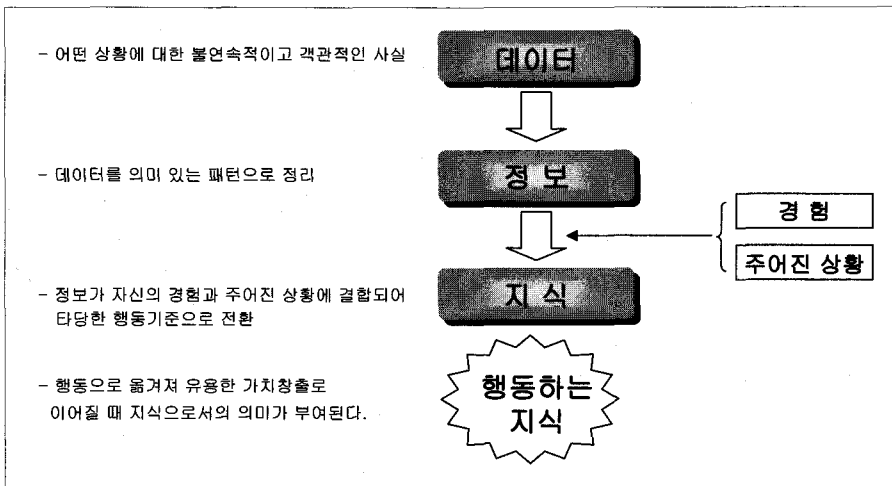 - 어떤 상황에 대한 불연속적이고 객관적인 사실
데이터
- 데이터를 의미 있는 패턴으로 정리
정 보
경 험
주어진 상황
- 정보가 자신의 경험과 주어진 상황에 결합되어
타당한 행동기준으로 전환
지 식
- 행동으로 옮겨져 유용한 가치창출로
이어질 때 지식으로서의 의미가 부여된다.
행동하는
지식